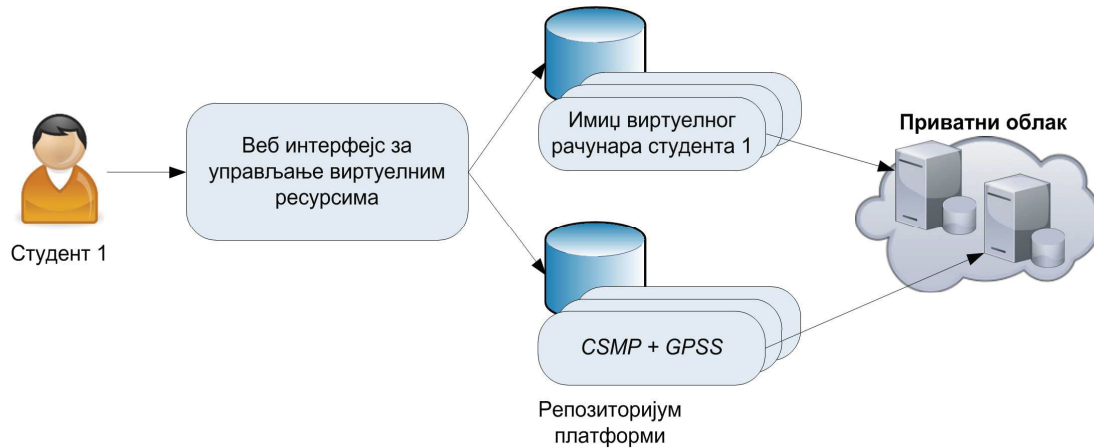 Студент 1
Веб интерфејс за
управљање виртуелним
ресурсима
Имиџ виртуелног
рачунара студента 1
CSMP + GPSS
Репозиторијум
платформи
Приватни облак